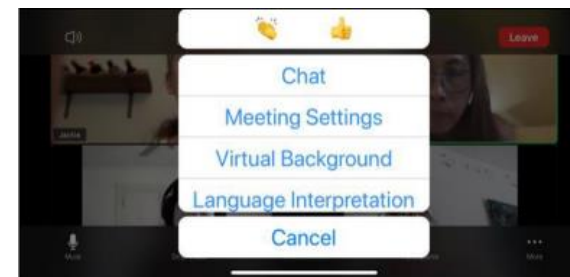 Leave
Chat
Meeting Settings
Virtual Background
Language Interpretation
Cancel
Mute
More